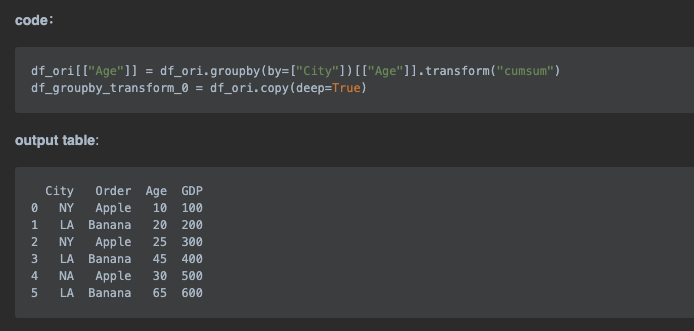 code:
df_ori[["Age"]] = df_ori.groupby(by=["City"])[["Age"]].transform("cumsum")
df_groupby_transform_0 = df_ori.copy(deep=True)
output table:
  City   Order  Age  GDP
0   NY   Apple   10  100
1   LA  Banana   20  200
2   NY   Apple   25  300
3   LA  Banana   45  400
4   NA   Apple   30  500
5   LA  Banana   65  600